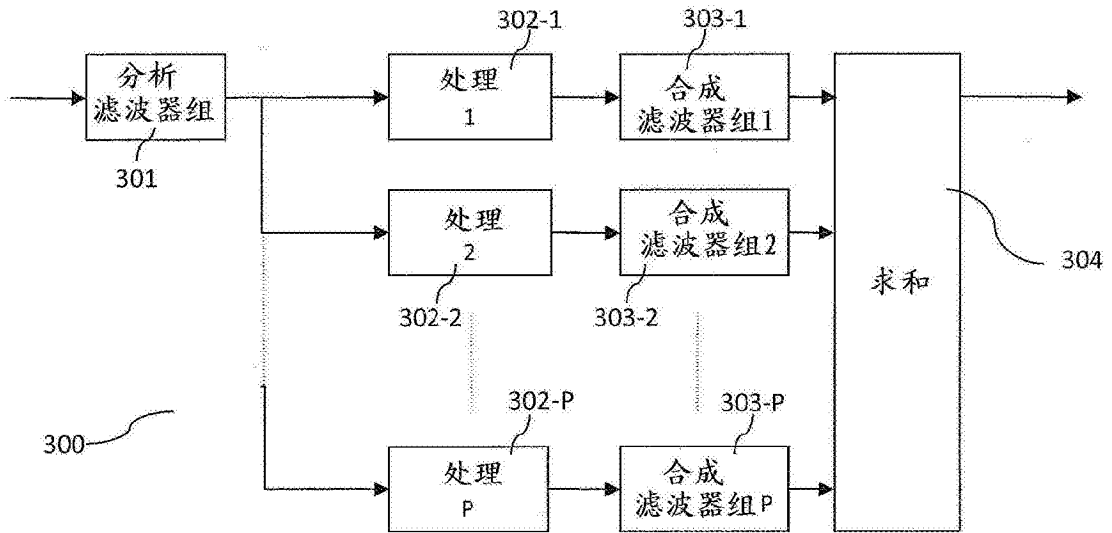 302-1
303-1
分析
滤波器组
301
处理
1
合成
滤波器组1
处理
2
合成
滤波器组2
302-2
303-2
304
求和
300
302-P
303-P
处理
P
合成
滤波器组P